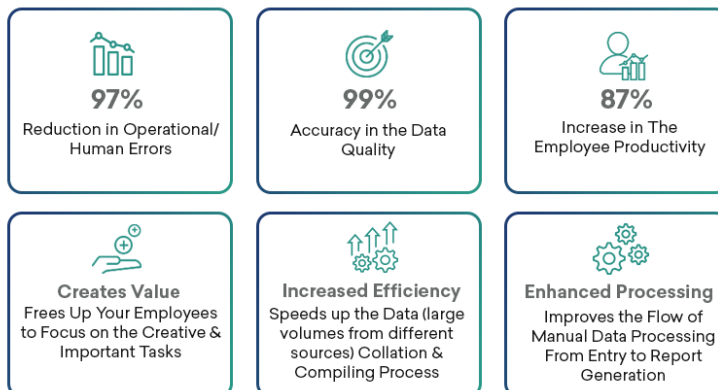 97%
Reduction in Operational/
Human Errors
99%
Accuracy in the Data
Quality
87%
Increase in The
Employee Productivity
Creates Value
Frees Up Your Employees
to Focus on the Creative &
Important Tasks
Increased Efficiency
Speeds up the Data (large
volumes from different
sources) Collation &
Compiling Process
Enhanced Processing
Improves the Flow of
Manual Data Processing
From Entry to Report
Generation